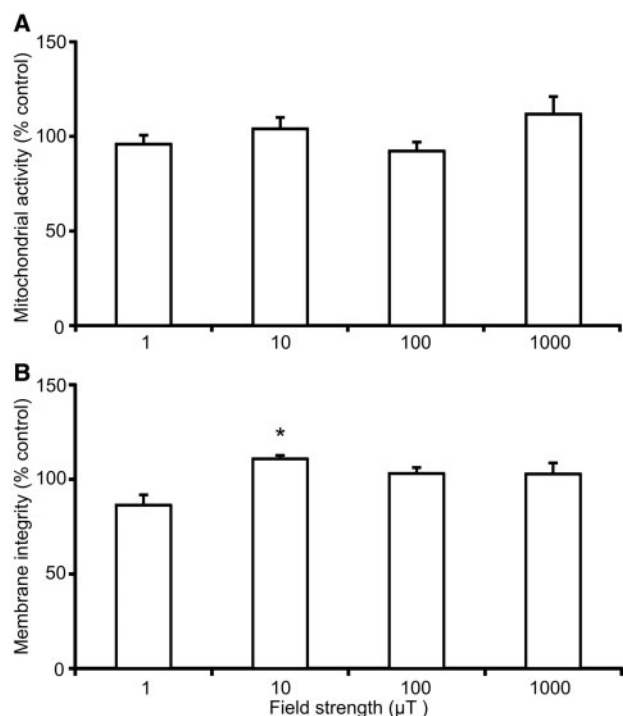 A
Mitochondrial activity (% control)
150
100
50
0
1 10 100 1000
B
Membrane integrity (% control)
150
*
100
50
0
1 10 100 1000
Field strength (µT )